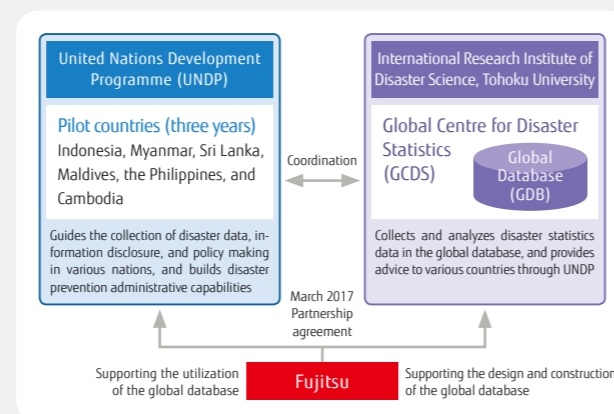 United Nations Development
Programme (UNDP)
Pilot countries (three years)
Indonesia, Myanmar, Sri Lanka,
Maldives, the Philippines, and
Cambodia
Guides the collection of disaster data, in-
formation disclosure, and policy making
in various nations, and builds disaster
prevention administrative capabilities
Coordination
International Research Institute of
Disaster Science, Tohoku University
Global Centre for Disaster
Statistics
(GCDS)
Global
Database
(GDB)
Collects and analyzes disaster statistics
data in the global database, and provides
advice to various countries through UNDP
March 2017
Partnership
agreement
Supporting the utilization
of the global database
Fujitsu
Supporting the design and construction
of the global database